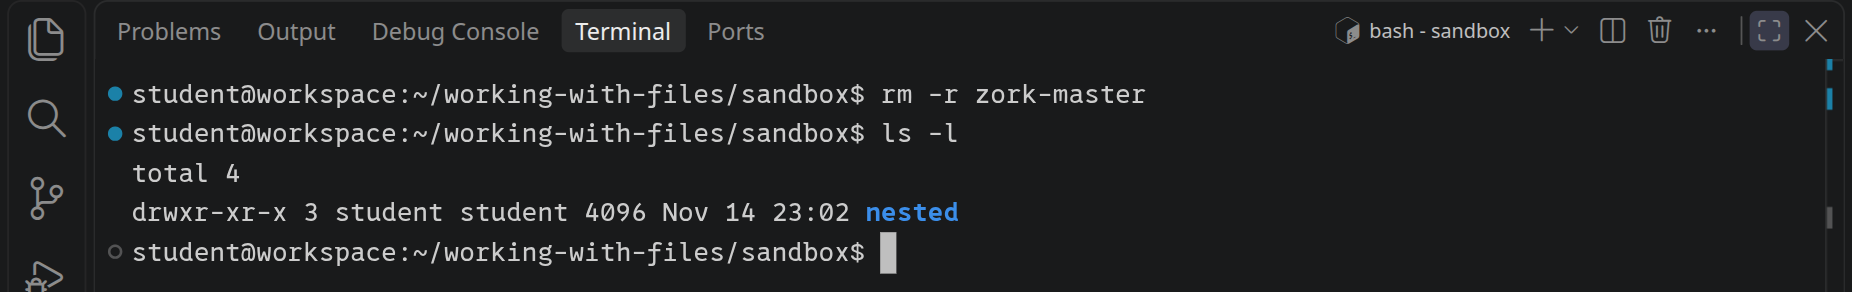 Problems Output Debug Console Terminal Ports bash - sandbox
student@workspace:~/working-with-files/sandbox$ rm -r zork-master
student@workspace:~/working-with-files/sandbox$ ls -l
total 4
drwxr-xr-x 3 student student 4096 Nov 14 23:02 nested
student@workspace:~/working-with-files/sandbox$